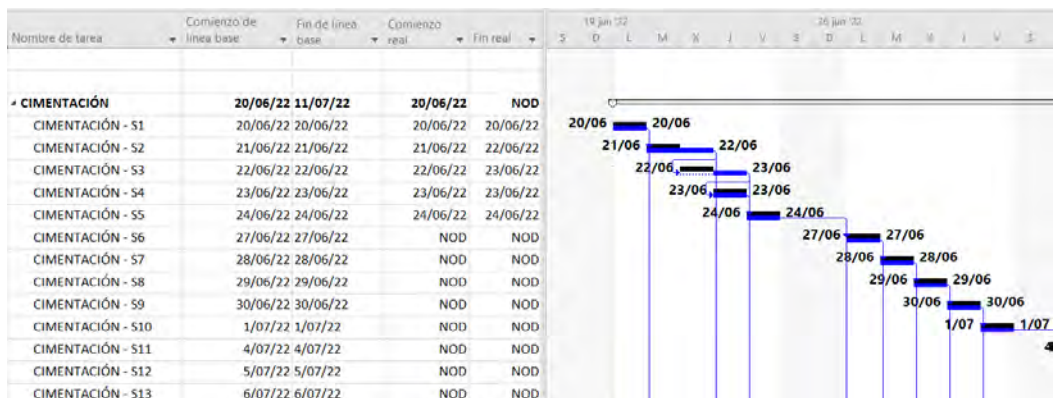 Comienzo de Fin de línea Comienzo 19 jun '22 26 jun '22
Nombre de tarea línea base base real Fin real S D L M X J V S D L M X J V S
CIMENTACIÓN 20/06/22 11/07/22 20/06/22 NOD
CIMENTACIÓN - S1 20/06/22 20/06/22 20/06/22 20/06/22 20/06 20/06
CIMENTACIÓN - S2 21/06/22 21/06/22 21/06/22 22/06/22 21/06 22/06
CIMENTACIÓN - S3 22/06/22 22/06/22 22/06/22 23/06/22 22/06 23/06
CIMENTACIÓN - S4 23/06/22 23/06/22 23/06/22 23/06/22 23/06 23/06
CIMENTACIÓN - S5 24/06/22 24/06/22 24/06/22 24/06/22 24/06 24/06
CIMENTACIÓN - S6 27/06/22 27/06/22 NOD NOD 27/06 27/06
CIMENTACIÓN - S7 28/06/22 28/06/22 NOD NOD 28/06 28/06
CIMENTACIÓN - S8 29/06/22 29/06/22 NOD NOD 29/06 29/06
CIMENTACIÓN - S9 30/06/22 30/06/22 NOD NOD 30/06 30/06
CIMENTACIÓN - S10 1/07/22 1/07/22 NOD NOD 1/07 1/07
CIMENTACIÓN - S11 4/07/22 4/07/22 NOD NOD
CIMENTACIÓN - S12 5/07/22 5/07/22 NOD NOD
CIMENTACIÓN - S13 6/07/22 6/07/22 NOD NOD